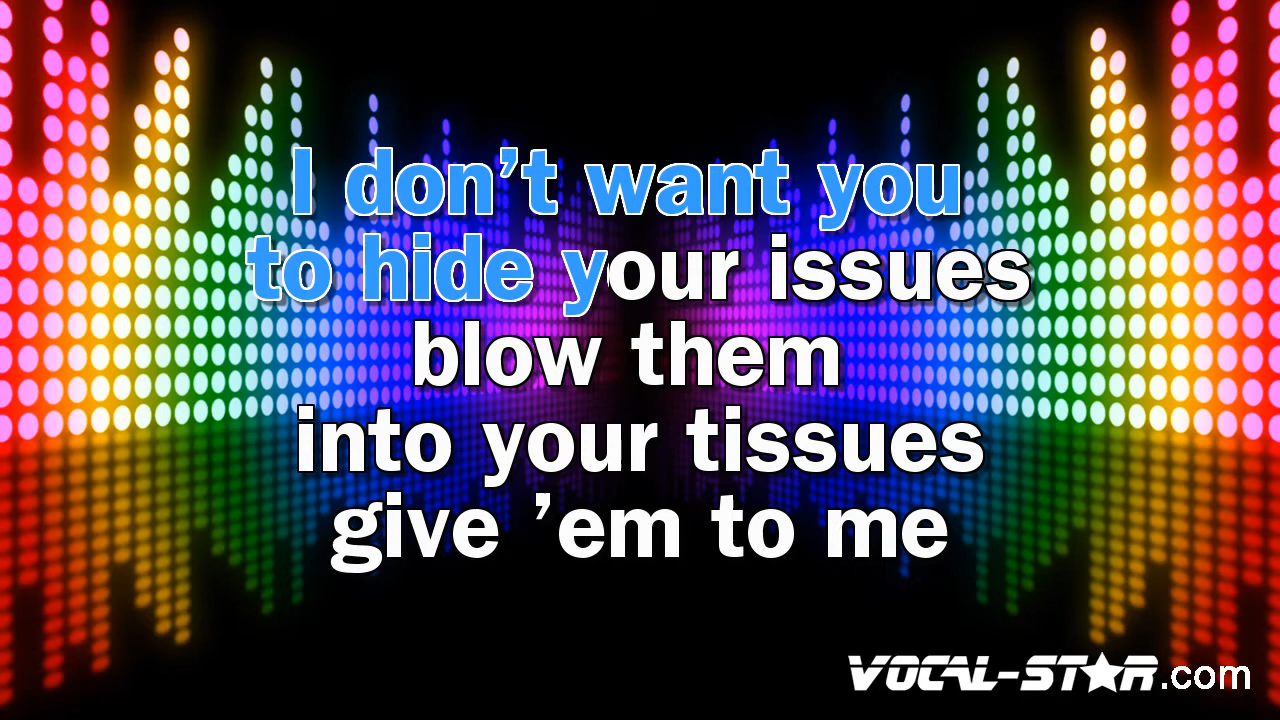 I don’t want you
to hide your issues
blow them
into your tissues
give ’em to me
VOCAL-STAR.com